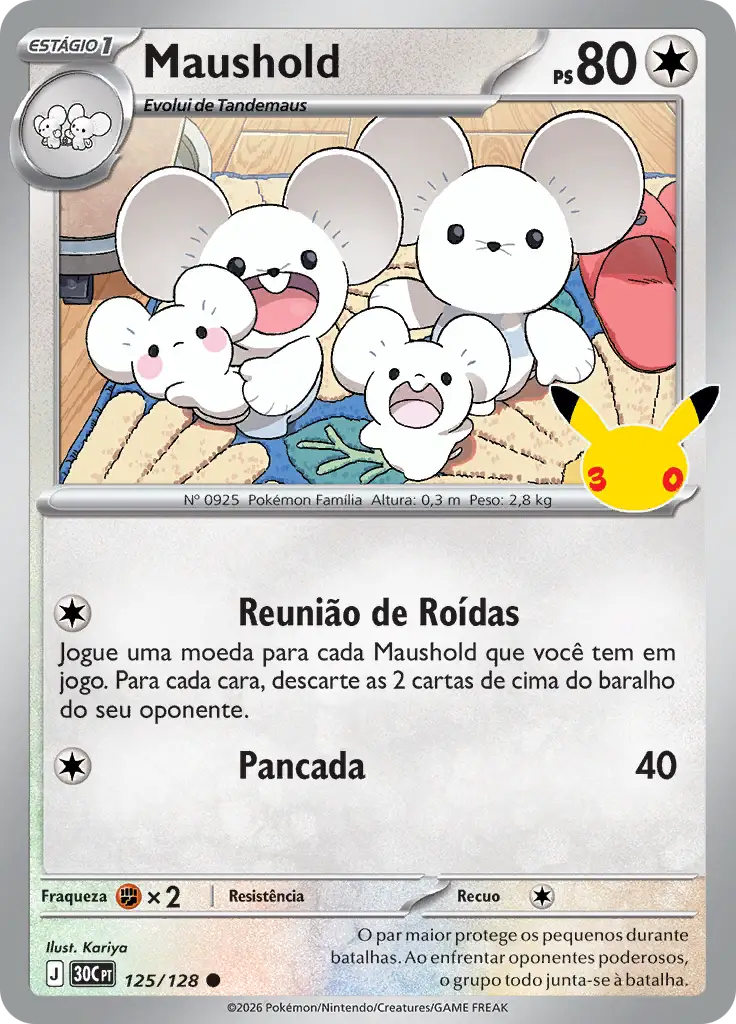 ESTÁGIO 1
Maushold
PS 80
Evolui de Tandemaus
30
Nº 0925 Pokémon Família Altura: 0,3 m Peso: 2,8 kg
Reunião de Roídas
Jogue uma moeda para cada Maushold que você tem em
jogo. Para cada cara, descarte as 2 cartas de cima do baralho
do seu oponente.
Pancada 40
Fraqueza ×2 Resistência Recuo
Ilust. Kariya
J 30C PT 125/128
O par maior protege os pequenos durante
batalhas. Ao enfrentar oponentes poderosos,
o grupo todo junta-se à batalha.
©2026 Pokémon/Nintendo/Creatures/GAME FREAK